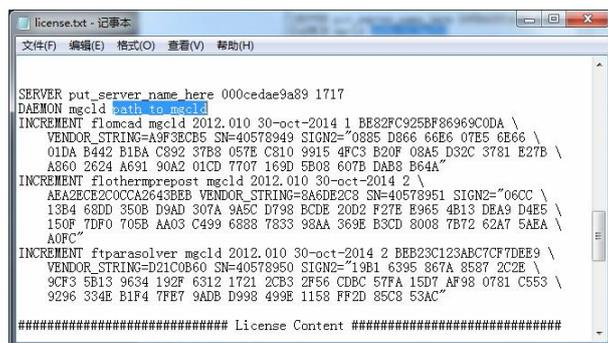 license.txt - 记事本
文件(F) 编辑(E) 格式(O) 查看(V) 帮助(H)
SERVER put_server_name_here 000cedae9a89 1717
DAEMON mgcld path_to_mgcld
INCREMENT flomcad mgcld 2012.010 30-oct-2014 1 BE82FC925BF86969C0DA \
VENDOR_STRING=A9F3ECB5 SN=40578949 SIGN2="0885 D866 66E6 07E5 6E66 \
01DA B442 B1BA C892 37B8 057E C810 9915 4FC3 B20F 08A5 D32C 3781 E27B \
A860 2624 A691 90A2 01CD 7707 169D 5B08 607B DAB8 B64A"
INCREMENT flothermprepost mgcld 2012.010 30-oct-2014 2 \
AEA2ECE2C0CCA2643BEB VENDOR_STRING=8A6DE2C8 SN=40578951 SIGN2="06CC \
13B4 68DD 350B D9AD 307A 9A5C D798 BCDE 20D2 F27E E965 4B13 DEA9 D4E5 \
150F 7DF0 705B AA03 C499 6888 7833 98AA 369E B3CD 8008 7B72 62A7 5AEA \
A0FC"
INCREMENT ftparasolver mgcld 2012.010 30-oct-2014 2 BEB23C123ABC7CF7DEE9 \
VENDOR_STRING=D21C0B60 SN=40578950 SIGN2="19B1 6395 867A 8587 2C2E \
9CF3 5B13 9634 192F 6312 1721 2CB3 2F56 CDBC 57FA 15D7 AF98 0781 C553 \
9296 334E B1F4 7FE7 9ADB D998 499E 1158 FF2D 85C8 53AC"
############################ License Content ############################